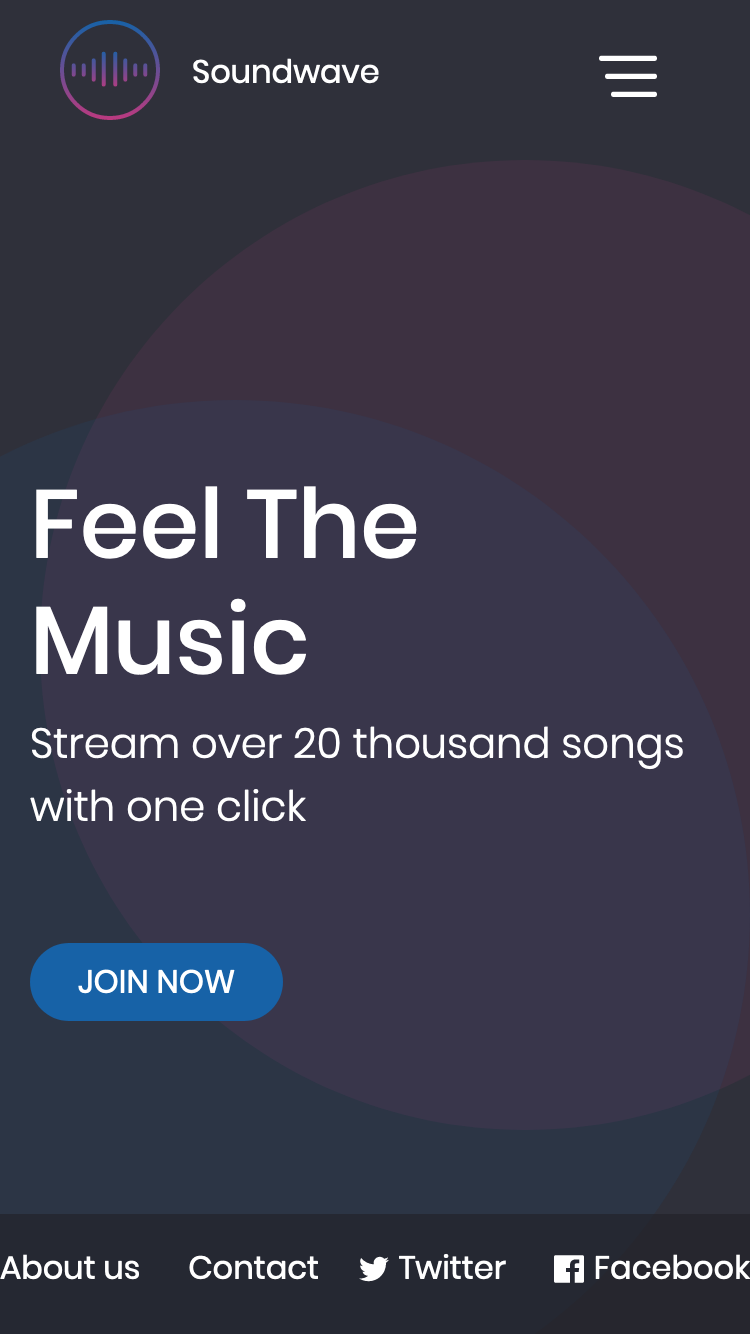 Soundwave
Feel The
Music
Stream over 20 thousand songs
with one click
JOIN NOW
About us Contact Twitter Facebook